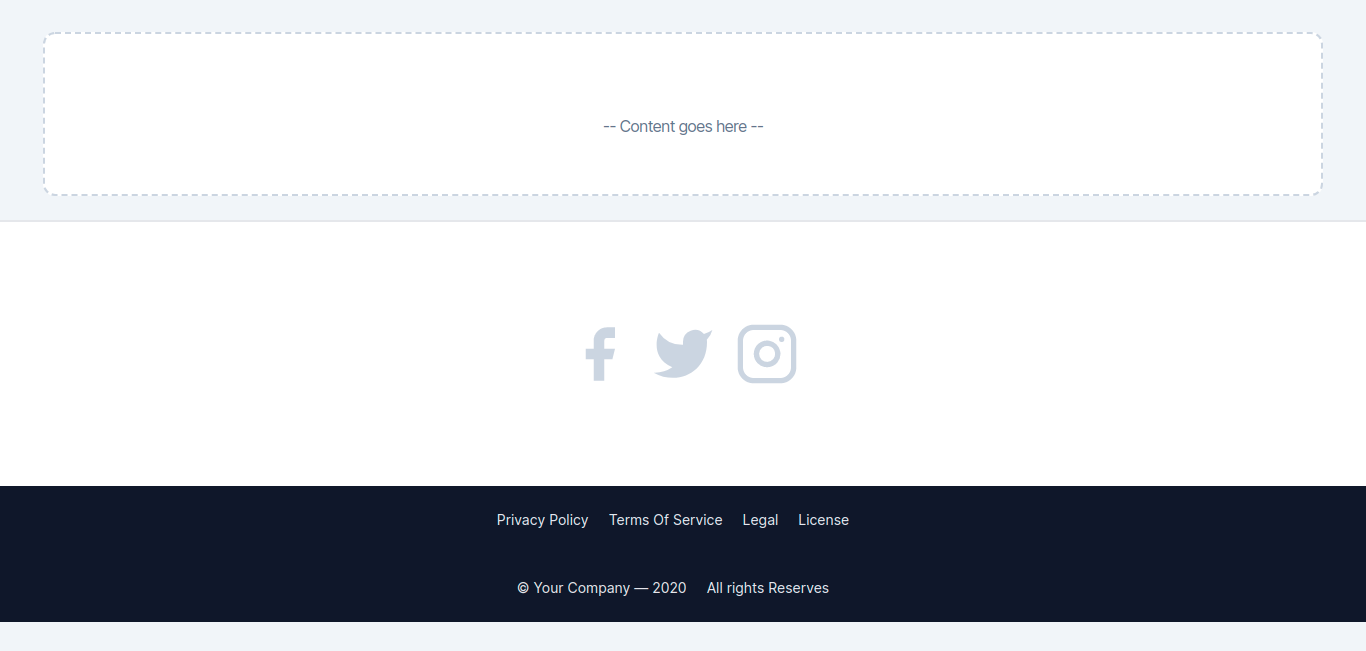 -- Content goes here --
Privacy Policy Terms Of Service Legal License
© Your Company — 2020 All rights Reserves